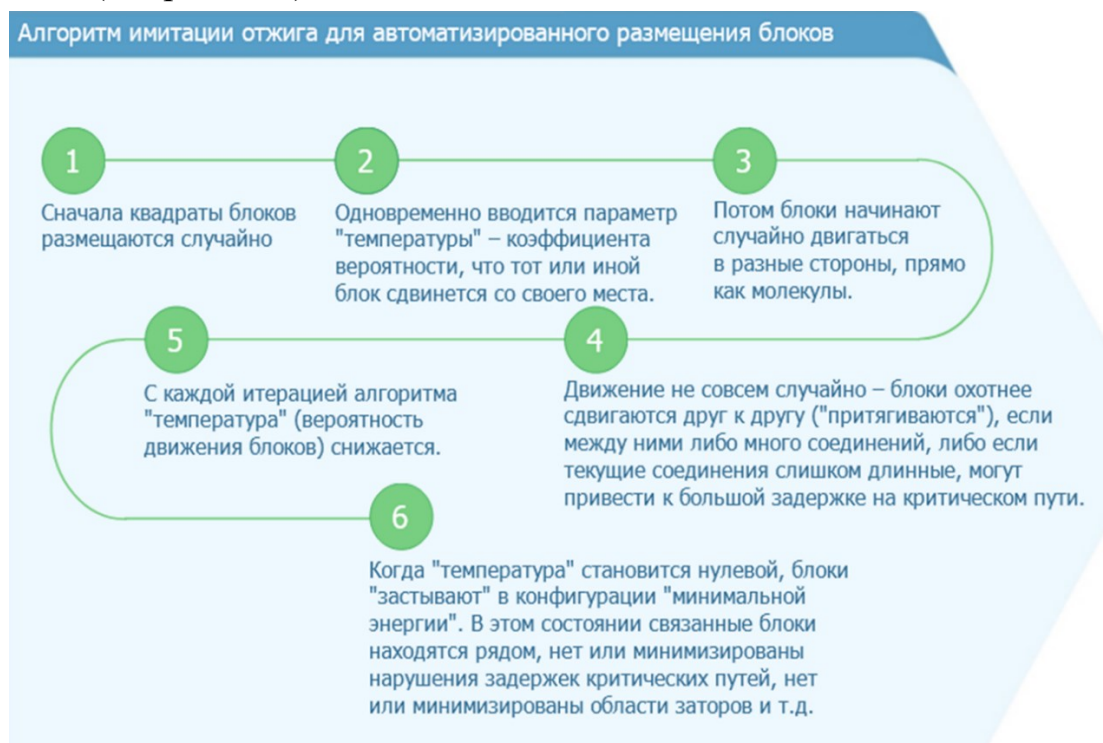 Алгоритм имитации отжига для автоматизированного размещения блоков
1
Сначала квадраты блоков
размещаются случайно
2
Одновременно вводится параметр
"температуры" – коэффициента
вероятности, что тот или иной
блок сдвинется со своего места.
3
Потом блоки начинают
случайно двигаться
в разные стороны, прямо
как молекулы.
4
Движение не совсем случайно – блоки охотнее
сдвигаются друг к другу ("притягиваются"), если
между ними либо много соединений, либо если
текущие соединения слишком длинные, могут
привести к большой задержке на критическом пути.
5
С каждой итерацией алгоритма
"температура" (вероятность
движения блоков) снижается.
6
Когда "температура" становится нулевой, блоки
"застывают" в конфигурации "минимальной
энергии". В этом состоянии связанные блоки
находятся рядом, нет или минимизированы
нарушения задержек критических путей, нет
или минимизированы области заторов и т.д.